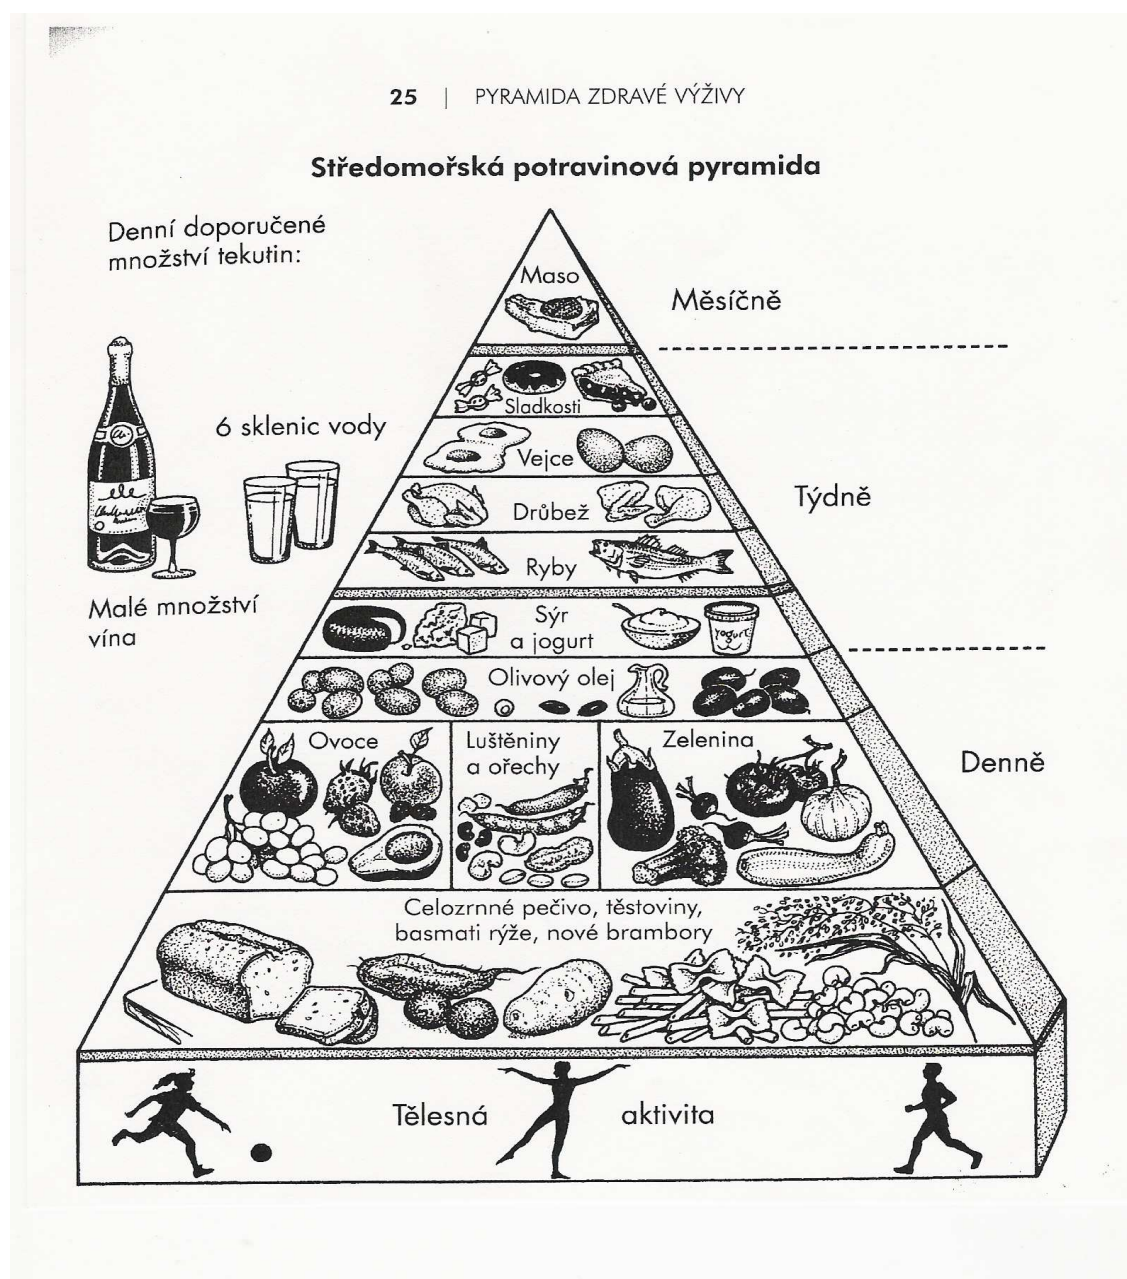 25 | PYRAMIDA ZDRAVÉ VÝŽIVY
Středomořská potravinová pyramida
Denní doporučené
množství tekutin:
6 sklenic vody
Malé množství
vína
Maso
Měsíčně
Sladkosti
Vejce
Drůbež
Týdně
Ryby
Sýr
a jogurt
yogurt
Olivový olej
Ovoce
Luštěniny
a ořechy
Zelenina
Denně
Celozrnné pečivo, těstoviny,
basmati rýže, nové brambory
Tělesná aktivita